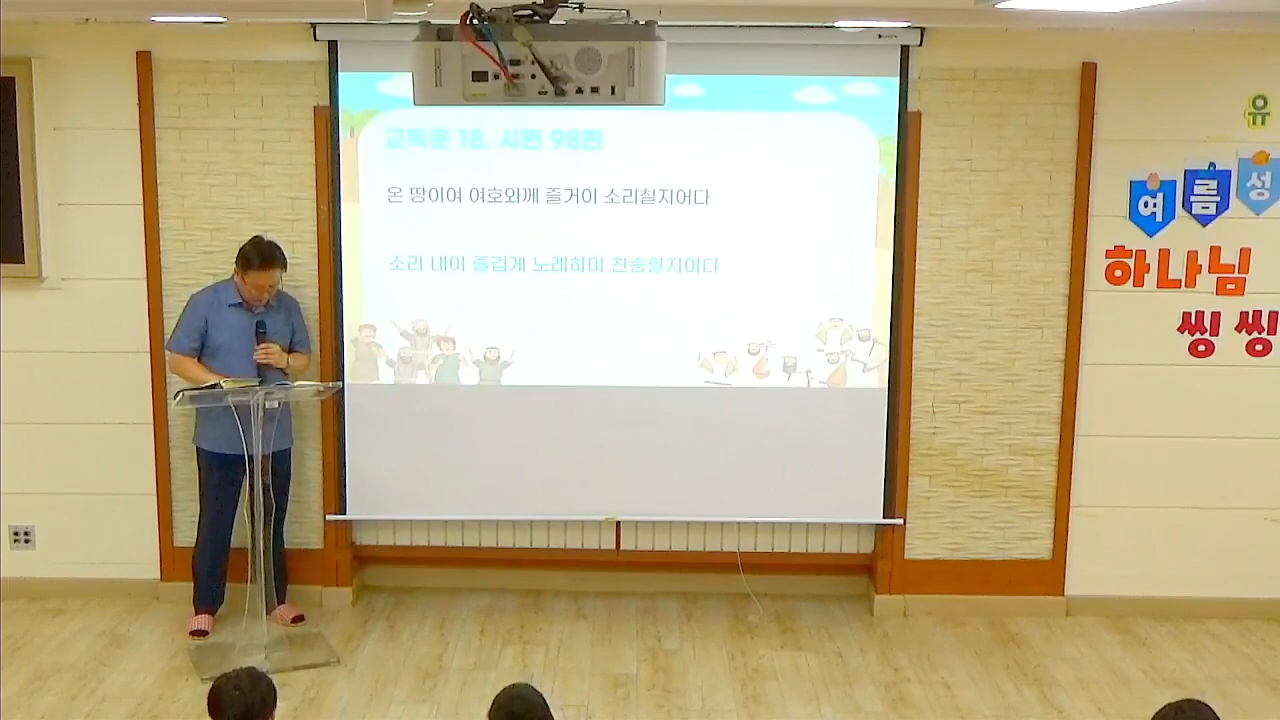 교독문 18. 시편 98편
온 땅이여 여호와께 즐거이 소리칠지어다
소리 내어 즐겁게 노래하며 찬송할지어다
유
여름성
하나님
씽씽